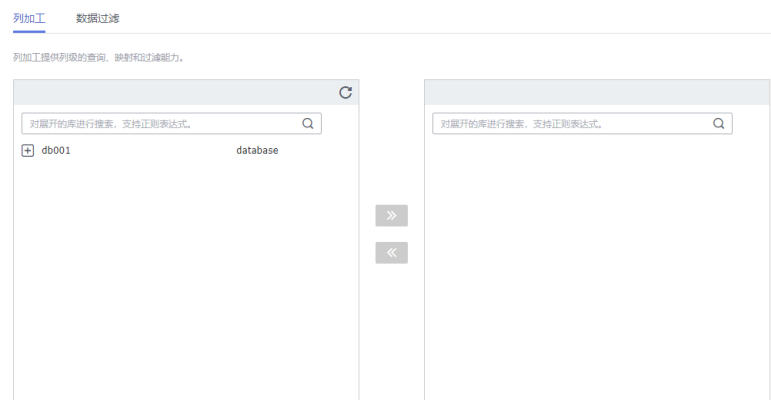 列加工 数据过滤
列加工提供列级的查询、映射和过滤能力。
对展开的库进行搜索，支持正则表达式。 对展开的库进行搜索，支持正则表达式。
db001 database